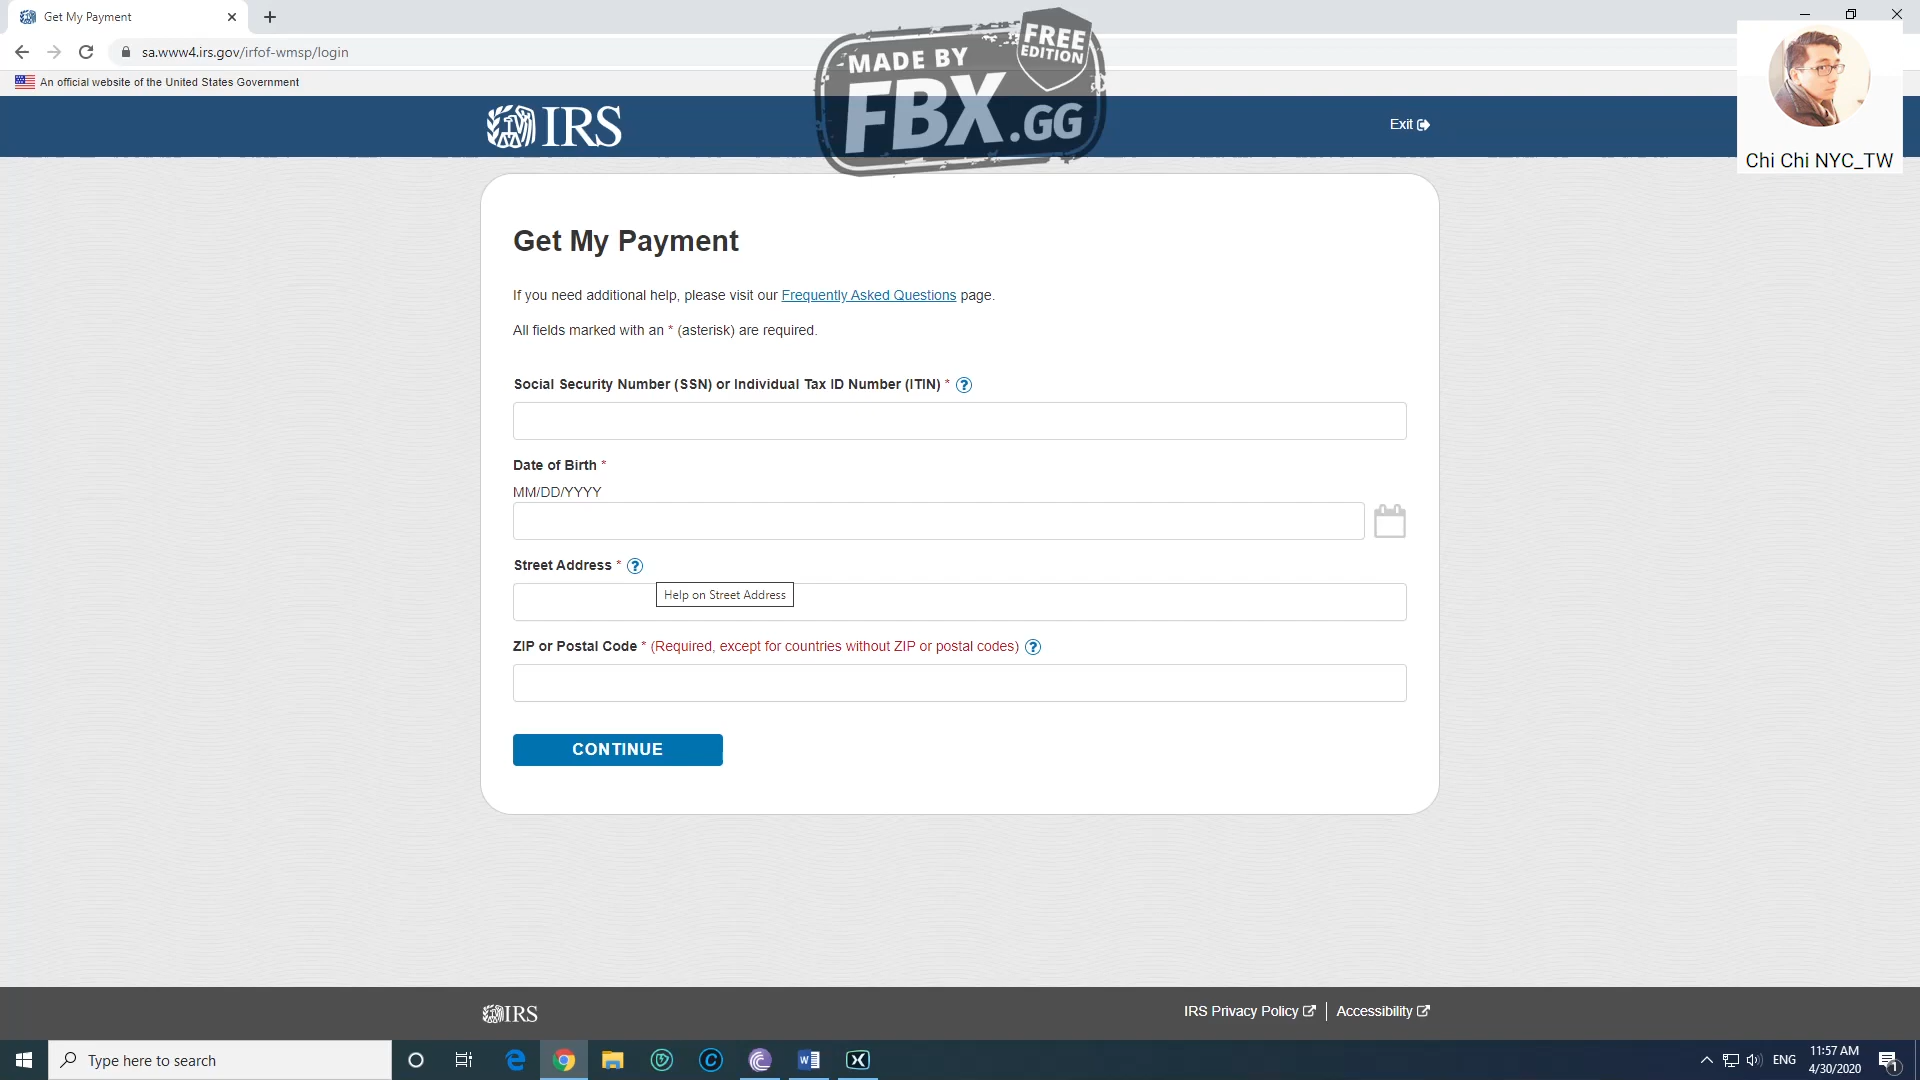 Get My Payment
sa.www4.irs.gov/irfof-wmsp/login
An official website of the United States Government
MADE BY
FBX.GG
FREE
EDITION
IRS
Exit
Chi Chi NYC_TW
Get My Payment
If you need additional help, please visit our Frequently Asked Questions page.
All fields marked with an * (asterisk) are required.
Social Security Number (SSN) or Individual Tax ID Number (ITIN) * ?
Date of Birth *
MM/DD/YYYY
Street Address * ?
Help on Street Address
ZIP or Postal Code * (Required, except for countries without ZIP or postal codes) ?
CONTINUE
IRS
IRS Privacy Policy
Accessibility
Type here to search
ENG
11:57 AM
4/30/2020
1